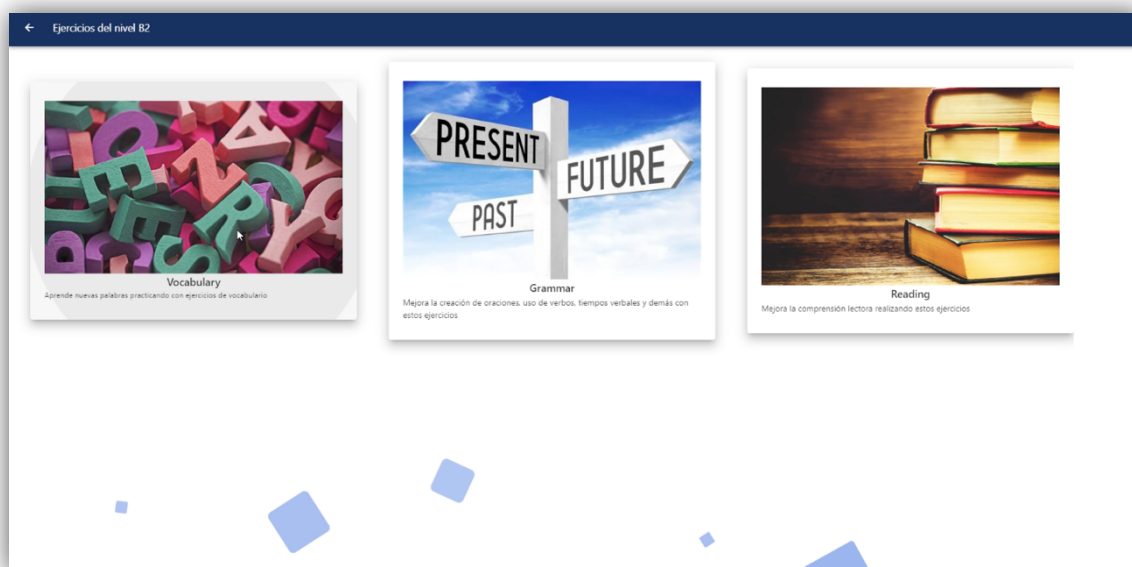 Ejercicios del nivel B2
Vocabulary
Aprende nuevas palabras practicando con ejercicios de vocabulario
PRESENT
FUTURE
PAST
Grammar
Mejora la creación de oraciones, uso de verbos, tiempos verbales y demás con
estos ejercicios
Reading
Mejora la comprensión lectora realizando estos ejercicios